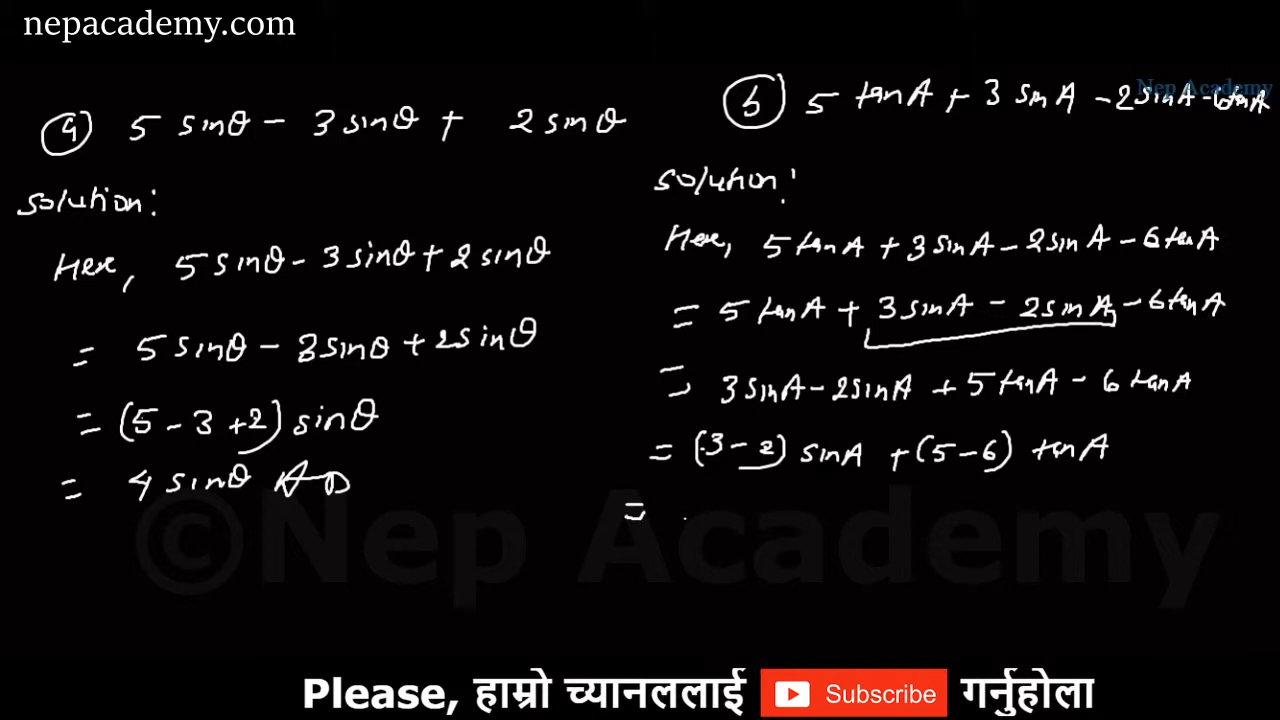 nepacademy.com
Nep Academy
(a) 5 sinθ - 3 sinθ + 2 sinθ
solution:
Here, 5 sinθ - 3 sinθ + 2 sinθ
= 5 sinθ - 3 sinθ + 2 sinθ
= (5 - 3 + 2) sinθ
= 4 sinθ
(b) 5 tanA + 3 sinA - 2 sinA - 6 tanA
solution:
Here, 5 tanA + 3 sinA - 2 sinA - 6 tanA
= 5 tanA + 3 sinA - 2 sinA - 6 tanA
= 3 sinA - 2 sinA + 5 tanA - 6 tanA
= (3 - 2) sinA + (5 - 6) tanA
=
©Nep Academy
Please, हाम्रो च्यानललाई Subscribe गर्नुहोला